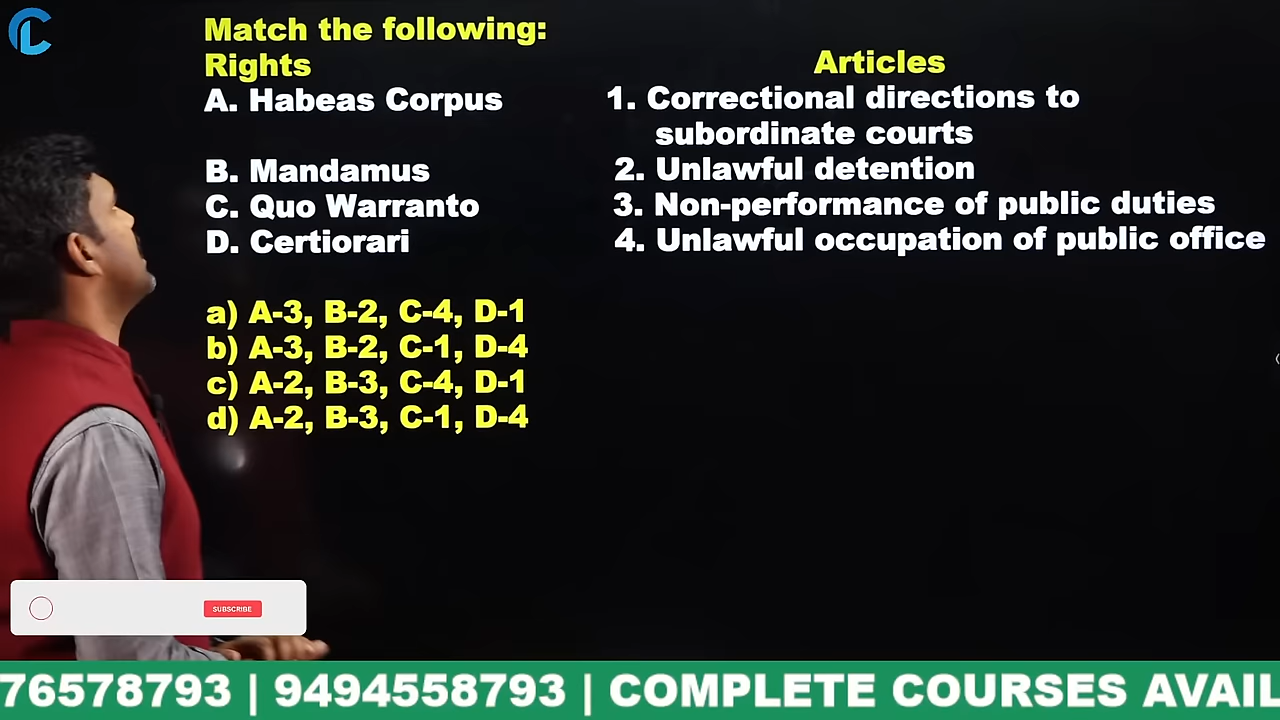 Match the following:
Rights
Articles
A. Habeas Corpus
1. Correctional directions to
subordinate courts
B. Mandamus
2. Unlawful detention
C. Quo Warranto
3. Non-performance of public duties
D. Certiorari
4. Unlawful occupation of public office
a) A-3, B-2, C-4, D-1
b) A-3, B-2, C-1, D-4
c) A-2, B-3, C-4, D-1
d) A-2, B-3, C-1, D-4
SUBSCRIBE
76578793 | 9494558793 | COMPLETE COURSES AVAIL